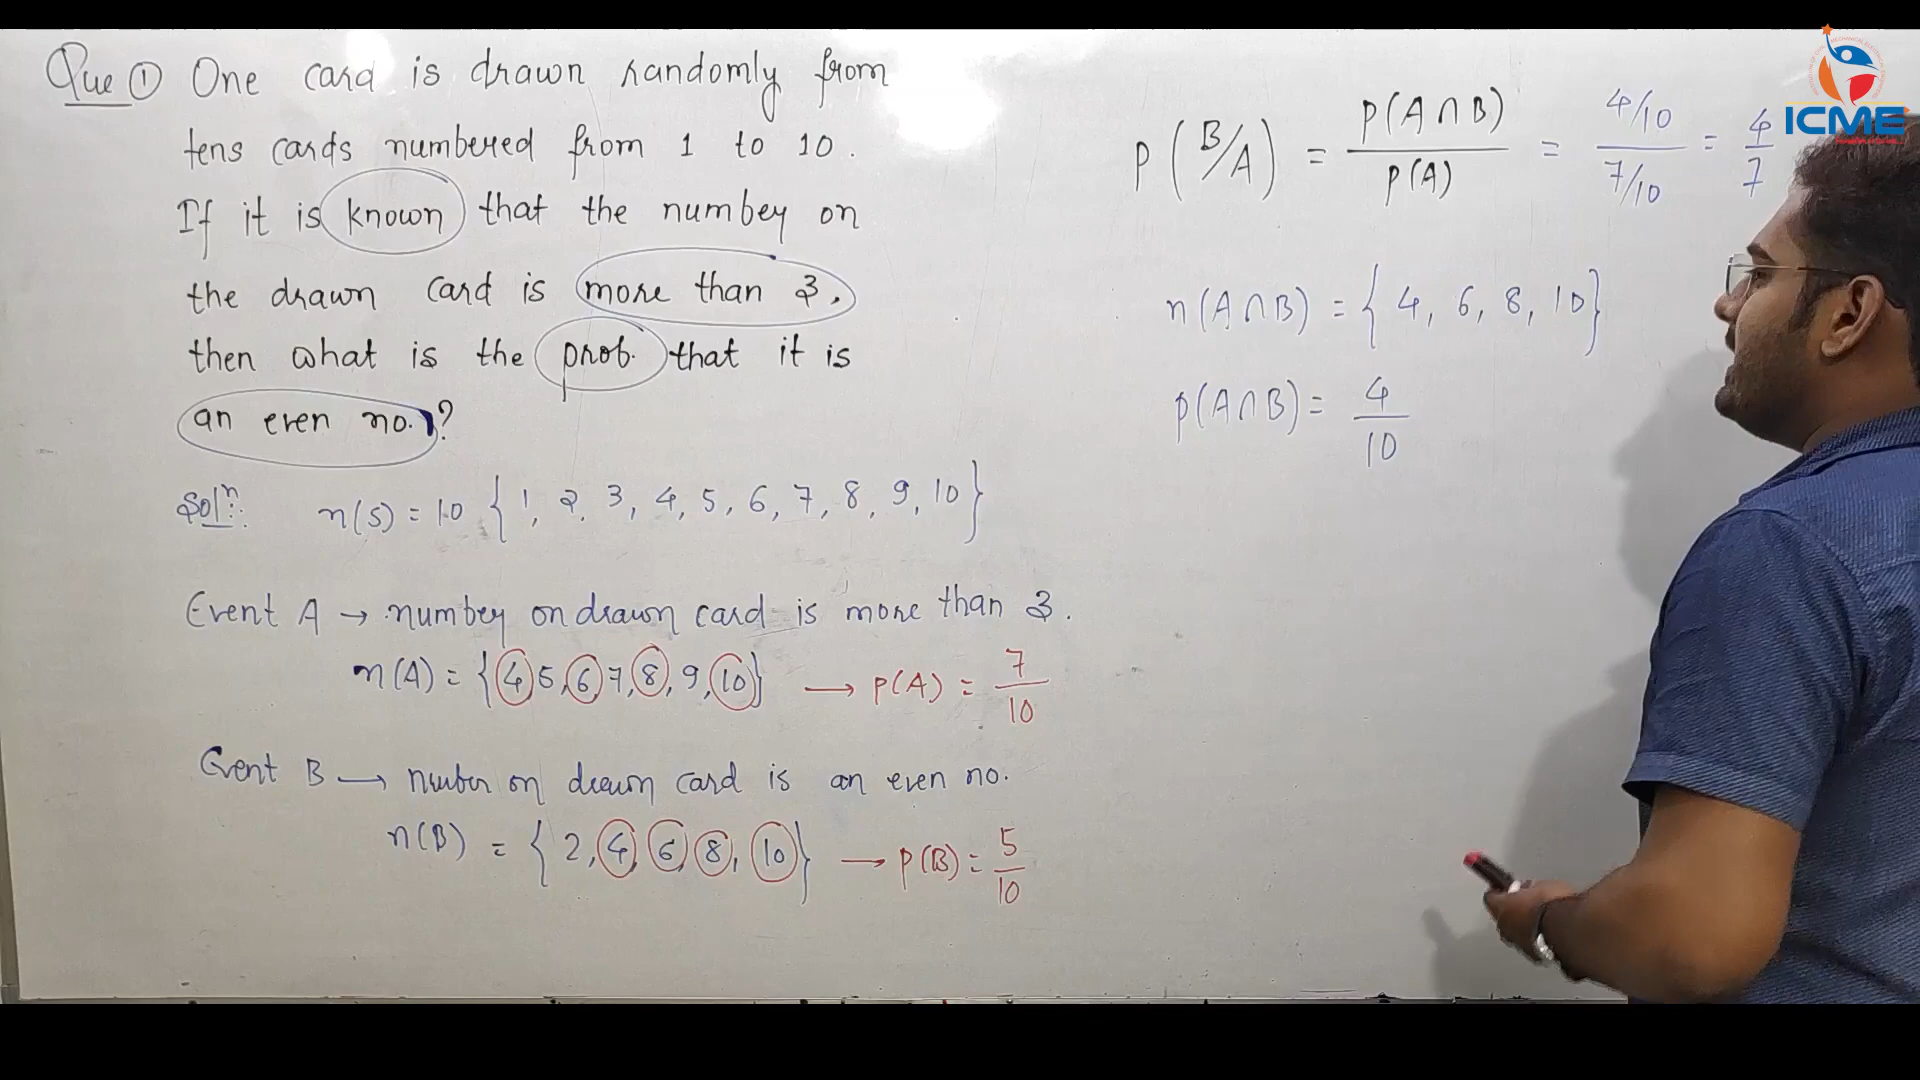 Que ① One card is drawn randomly from
tens cards numbered from 1 to 10.
If it is known that the number on
the drawn card is more than 3,
then what is the prob. that it is
an even no.?
Solⁿ:. n(s) = 10 {1, 2, 3, 4, 5, 6, 7, 8, 9, 10}
Event A → number on drawn card is more than 3.
n(A) = {4 5, 6, 7, 8, 9, 10} → p(A) = 7/10
Event B → number on drawn card is an even no.
n(B) = {2, 4, 6, 8, 10} → p(B) = 5/10
P(B/A) = P(A∩B)/P(A) = 4/10 / 7/10 = 4/7
n(A∩B) = {4, 6, 8, 10}
p(A∩B) = 4/10
ICME